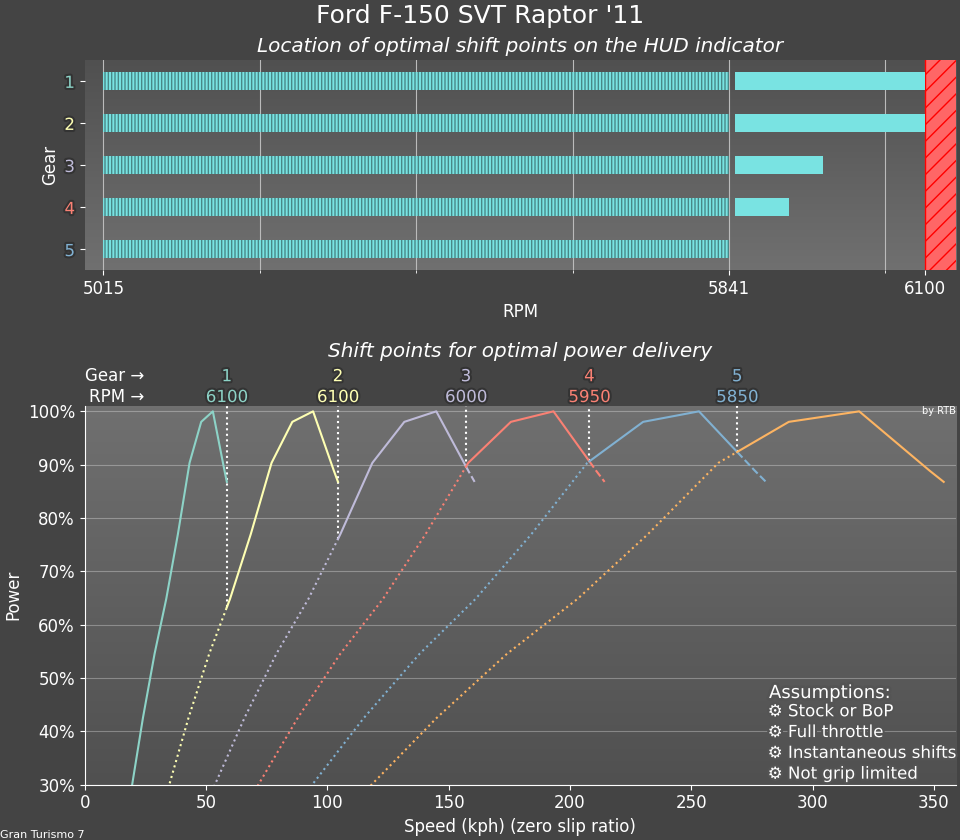 Ford F-150 SVT Raptor '11
Location of optimal shift points on the HUD indicator
Gear
1
2
3
4
5
5015 5841 6100
RPM
Shift points for optimal power delivery
Gear → 1 2 3 4 5
RPM → 6100 6100 6000 5950 5850
by RTB
Power
100%
90%
80%
70%
60%
50%
40%
30%
Assumptions:
⚙ Stock or BoP
⚙ Full throttle
⚙ Instantaneous shifts
⚙ Not grip limited
0 50 100 150 200 250 300 350
Speed (kph) (zero slip ratio)
Gran Turismo 7